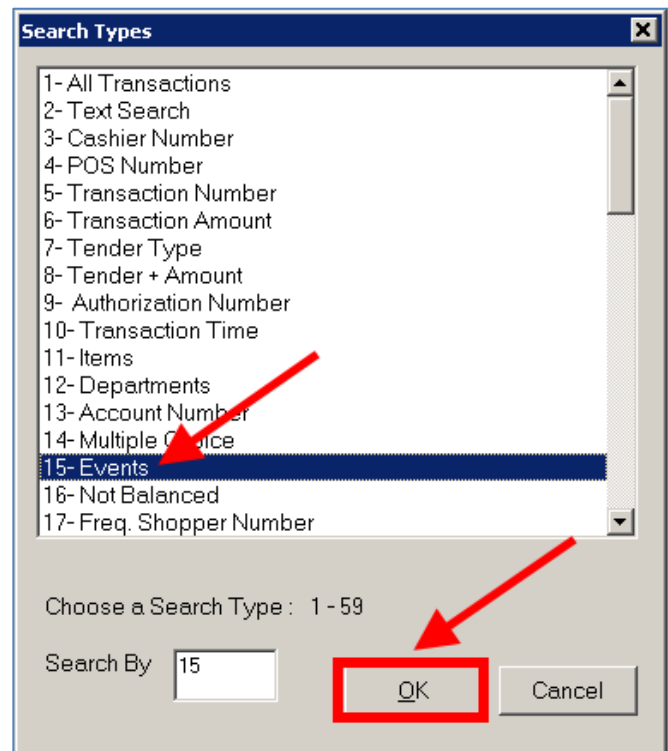 Search Types
1- All Transactions
2- Text Search
3- Cashier Number
4- POS Number
5- Transaction Number
6- Transaction Amount
7- Tender Type
8- Tender + Amount
9-  Authorization Number
10- Transaction Time
11- Items
12- Departments
13- Account Number
14- Multiple Choice
15- Events
16- Not Balanced
17- Freq. Shopper Number
Choose a Search Type :  1 - 59
Search By 15
OK Cancel